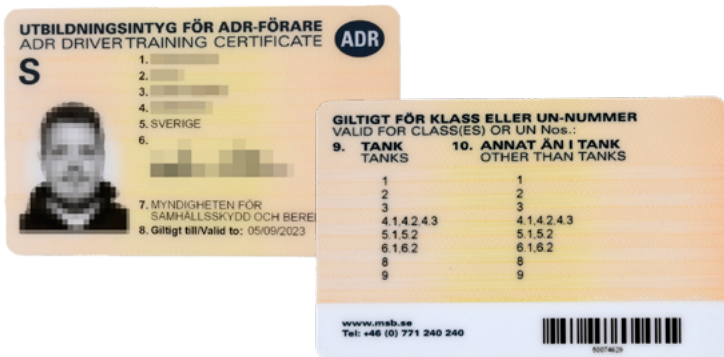 UTBILDNINGSINTYG FÖR ADR-FÖRARE
ADR DRIVER TRAINING CERTIFICATE
ADR
S
1.
2.
3.
4.
5. SVERIGE
6.
7. MYNDIGHETEN FÖR
SAMHÄLLSSKYDD OCH BERE
8. Giltigt till/Valid to: 05/09/2023
GILTIGT FÖR KLASS ELLER UN-NUMMER
VALID FOR CLASS(ES) OR UN Nos.:
9. TANK 10. ANNAT ÄN I TANK
TANKS OTHER THAN TANKS
1 1
2 2
3 3
4.1,4.2,4.3 4.1,4.2,4.3
5.1,5.2 5.1,5.2
6.1,6.2 6.1,6.2
8 8
9 9
www.msb.se
Tel: +46 (0) 771 240 240